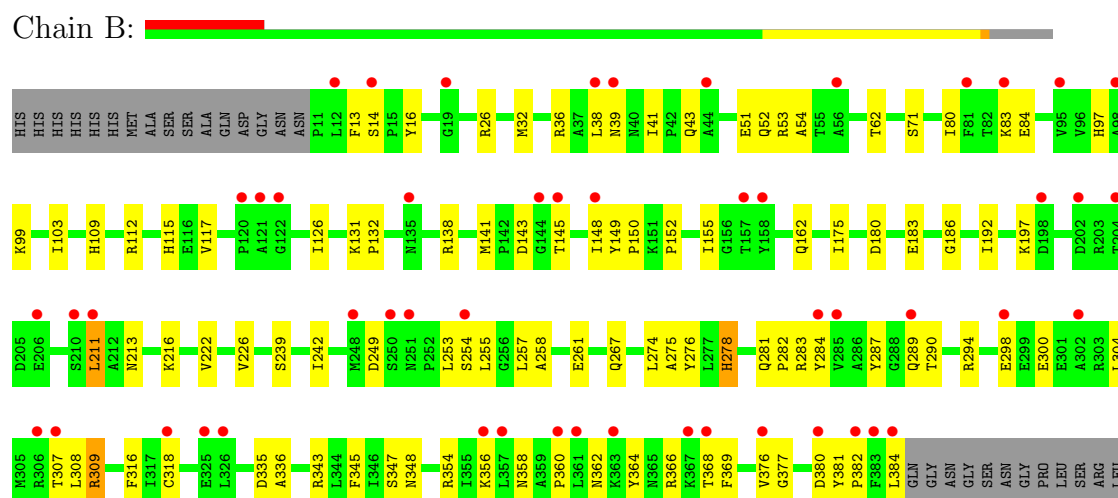 Chain B:
HIS HIS HIS HIS HIS HIS MET ALA SER SER ALA GLN ASP GLY ASN ASN P11 L12 F13 S14 P15 Y16 G19 R26 M32 R36 A37 L38 N39 N40 I41 P42 Q43 A44 E51 Q52 R53 A54 T55 A56 T62 S71 I80 F81 T82 K83 E84 V95 V96 H97 A98
K99 I103 H109 R112 H115 E116 V117 P120 A121 G122 I126 K131 P132 N135 R138 M141 P142 D143 G144 T145 I148 Y149 P150 K151 P152 I155 G156 T157 Y158 Q162 I175 D180 E183 G186 I192 K197 D198 D202 R203 T204
D205 E206 S210 L211 A212 N213 K216 V222 V226 S239 I242 M248 D249 S250 N251 P252 L253 S254 L255 G256 L257 A258 E261 Q267 L274 A275 Y276 L277 H278 Q281 P282 R283 Y284 V285 A286 Y287 G288 Q289 T290 R294 E298 E299 E300 E301 A302 R303 L304
M305 R306 T307 L308 R309 F316 I317 C318 E325 L326 D335 A336 R343 L344 F345 I346 S347 N348 R354 I355 K356 L357 N358 A359 P360 L361 N362 K363 Y364 N365 R366 K367 T368 F369 V376 G377 D380 Y381 P382 F383 L384 GLN GLY ASN GLY SER ASN GLY PRO LEU SER ARG LEU